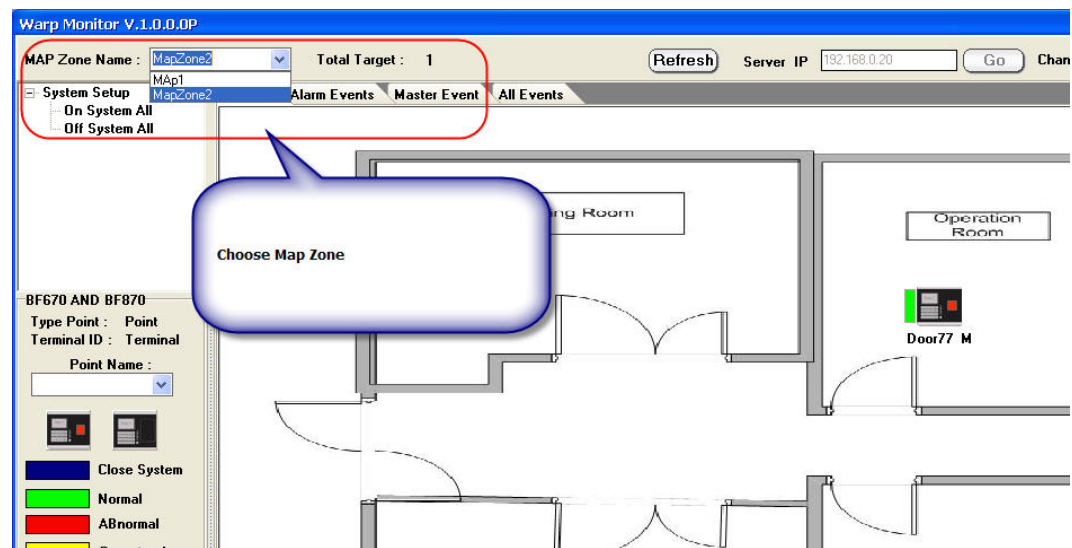 Warp Monitor V.1.0.0.0P
MAP Zone Name : MapZone2 Total Target : 1 Refresh Server IP 192.168.0.20 Go Chan
MAp1
MapZone2
System Setup
On System All
Off System All
Alarm Events Master Event All Events
ng Room
Operation
Room
Choose Map Zone
Door77 M
BF670 AND BF870
Type Point : Point
Terminal ID : Terminal
Point Name :
Close System
Normal
ABnormal